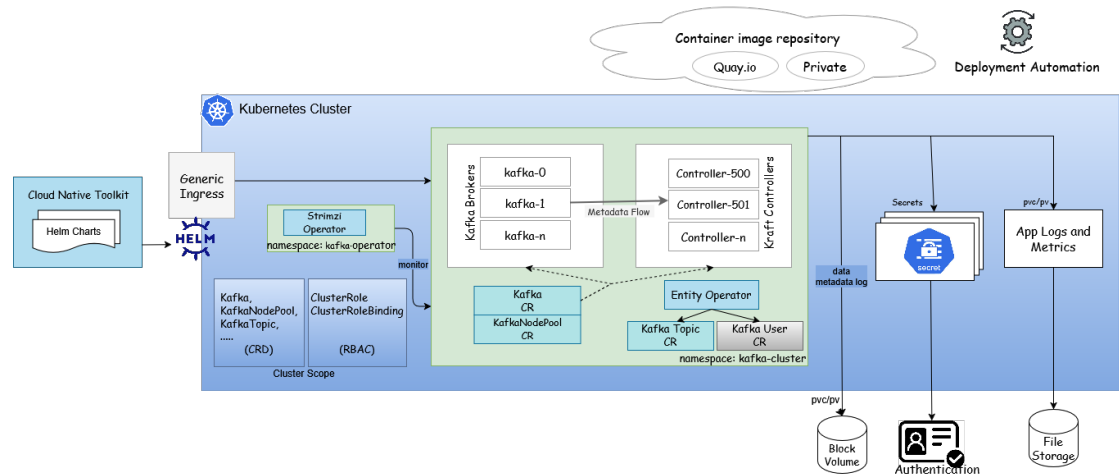 Container image repository
Quay.io
Private
Deployment Automation
Kubernetes Cluster
Cloud Native Toolkit
Helm Charts
Generic
Ingress
HELM
Strimzi
Operator
namespace: kafka-operator
monitor
Kafka,
KafkaNodePool,
KafkaTopic,
.....
(CRD)
ClusterRole
ClusterRoleBinding
(RBAC)
Cluster Scope
Kafka Brokers
kafka-0
kafka-1
kafka-n
Metadata Flow
Controller-500
Controller-501
Controller-n
Kraft Controllers
Kafka
CR
KafkaNodePool
CR
Entity Operator
Kafka Topic
CR
Kafka User
CR
namespace: kafka-cluster
data
metadata log
Secrets
secret
pvc/pv
App Logs and
Metrics
pvc/pv
Block
Volume
Authentication
File
Storage